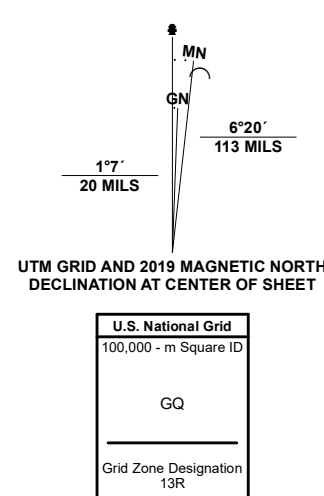 MN
GN
6°20´
113 MILS
1°7´
20 MILS
UTM GRID AND 2019 MAGNETIC NORTH
DECLINATION AT CENTER OF SHEET
U.S. National Grid
100,000 - m Square ID
GQ
Grid Zone Designation
13R